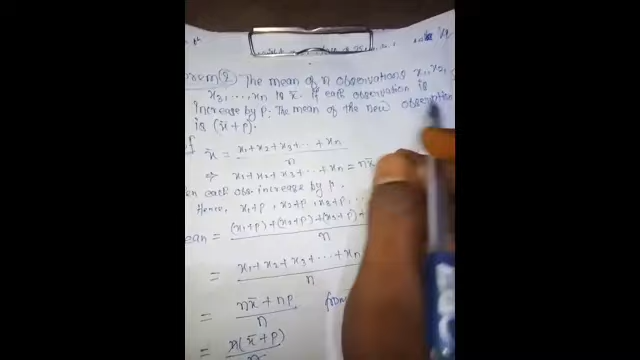 Theorem 2 The mean of n observations x1, x2,
x3, ...., xn is x̄. If each observation is
increase by p. The mean of the new observation
is (x̄ + p).
x̄ = x1 + x2 + x3 + ... + xn / n
⇒ x1 + x2 + x3 + ... + xn = nx̄
each obs. increase by p.
Hence, x1+p, x2+p, x3+p, ...
mean = (x1+p) + (x2+p) + (x3+p) + / n
= x1 + x2 + x3 + ... + xn / n
= nx̄ + np / n from
= n(x̄ + p) / n